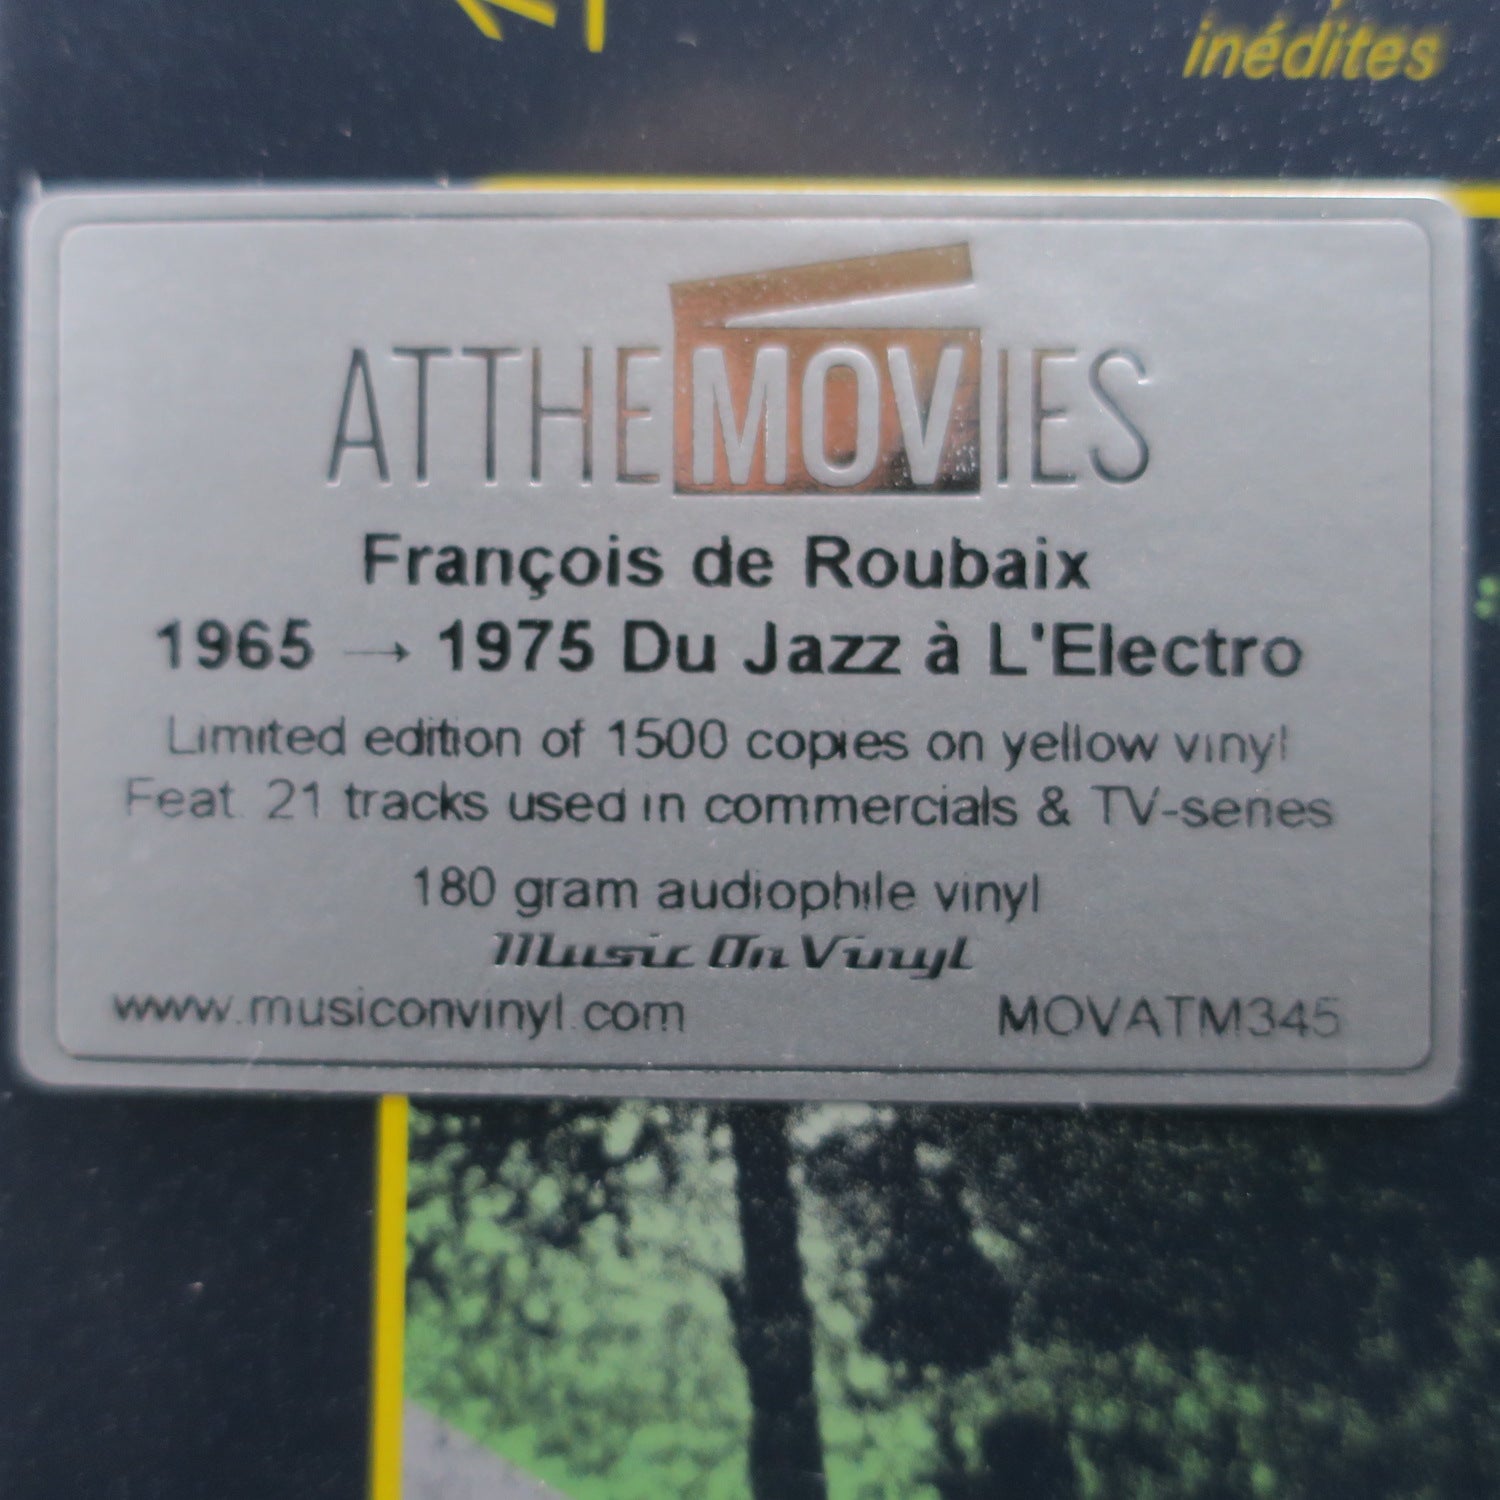 inédites
ATTHEMOVIES
François de Roubaix
1965 → 1975 Du Jazz à L'Electro
Limited edition of 1500 copies on yellow vinyl
Feat. 21 tracks used in commercials & TV-series
180 gram audiophile vinyl
Music On Vinyl
www.musiconvinyl.com MOVATM345